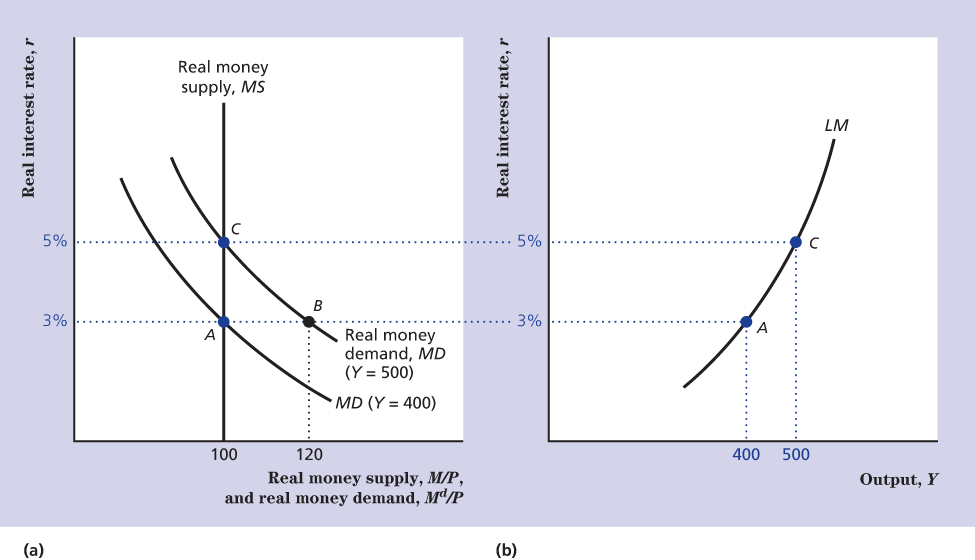 Real interest rate, r
Real money
supply, MS
C
5%
B
3%
A
Real money
demand, MD
(Y = 500)
MD (Y = 400)
100
120
Real money supply, M/P,
and real money demand, Mᵈ/P
(a)
Real interest rate, r
LM
5%
C
3%
A
400
500
Output, Y
(b)